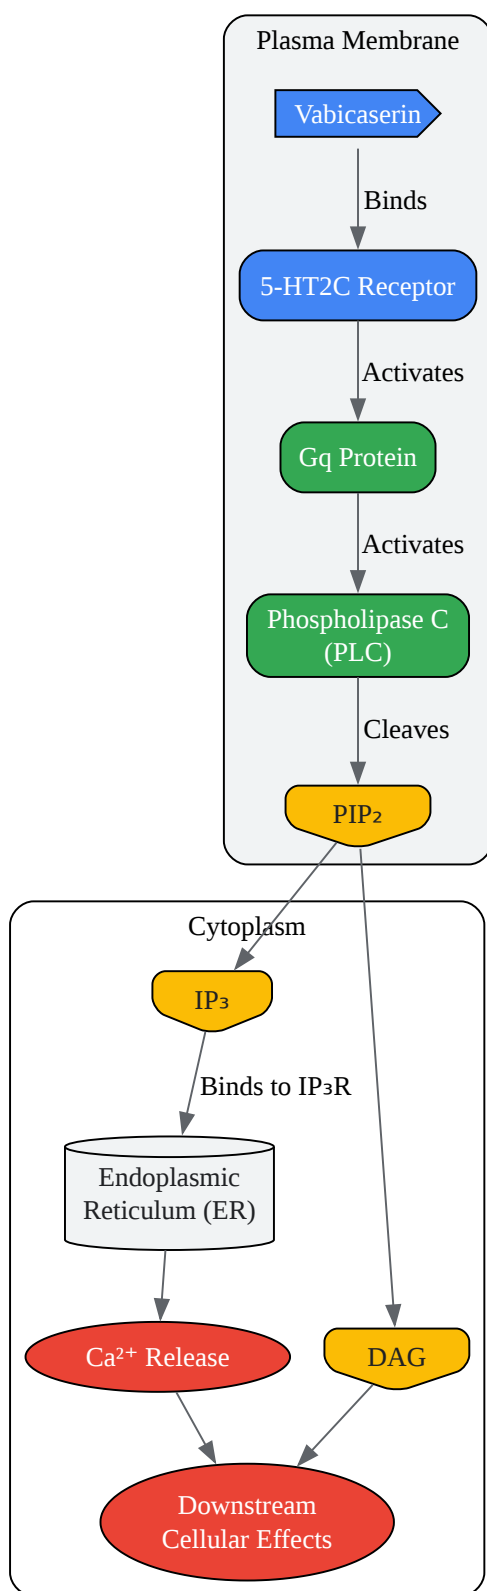 Plasma Membrane
Vabicaserin
Binds
5-HT2C Receptor
Activates
Gq Protein
Activates
Phospholipase C
(PLC)
Cleaves
PIP₂
Cytoplasm
IP₃
Binds to IP₃R
Endoplasmic
Reticulum (ER)
Ca²⁺ Release
DAG
Downstream
Cellular Effects